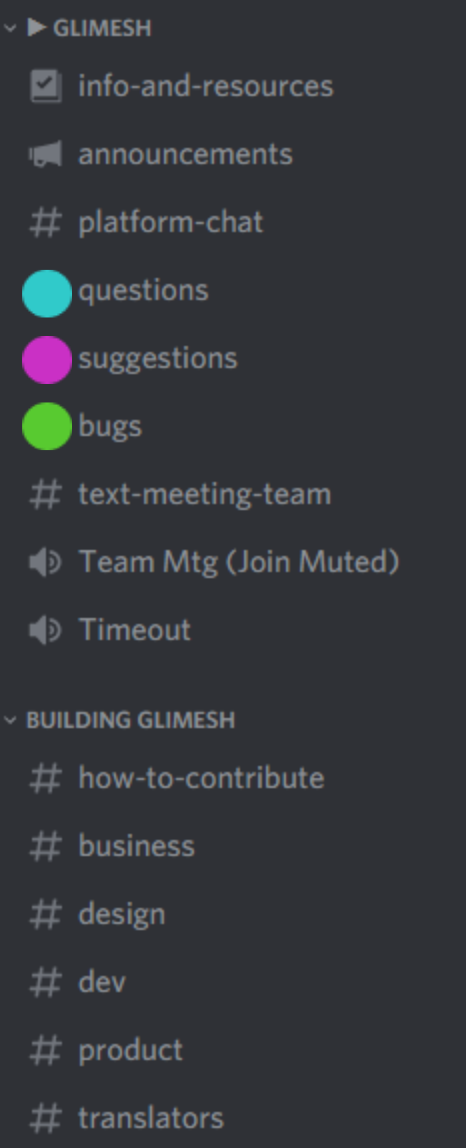 GLIMESH
info-and-resources
announcements
# platform-chat
questions
suggestions
bugs
# text-meeting-team
Team Mtg (Join Muted)
Timeout
BUILDING GLIMESH
# how-to-contribute
# business
# design
# dev
# product
# translators